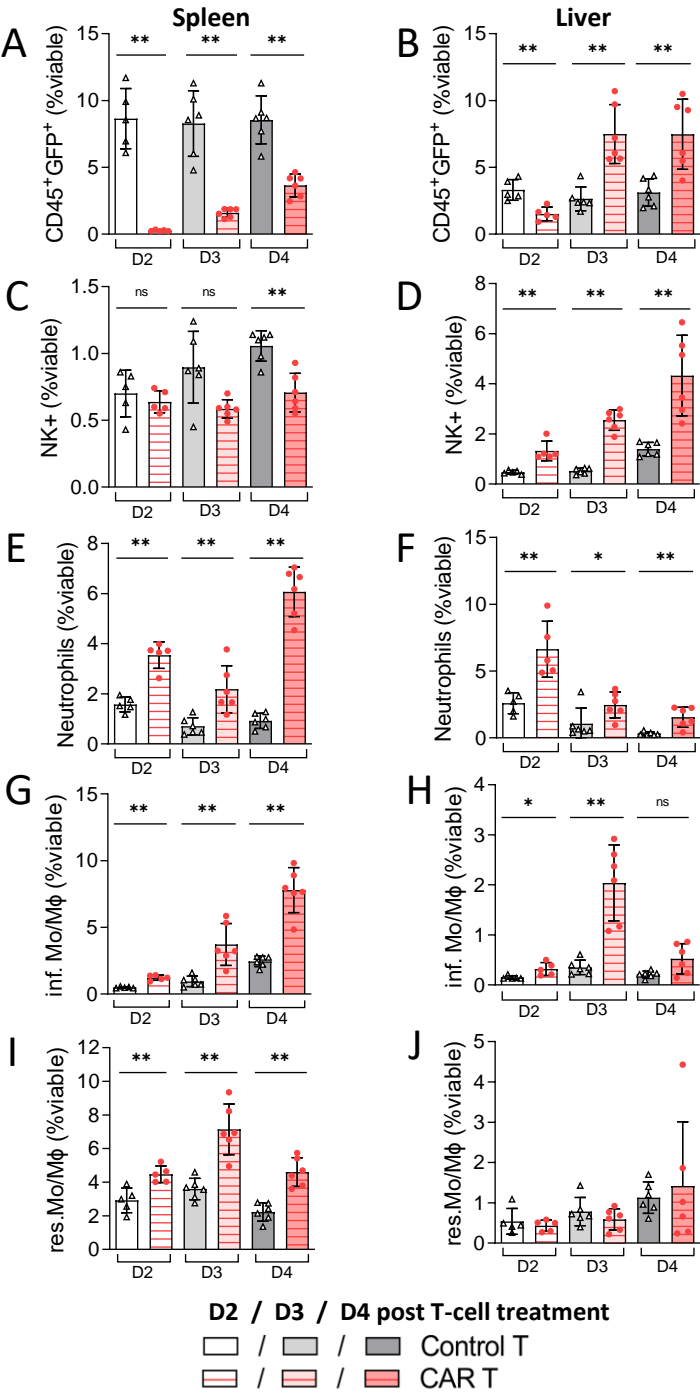 Spleen
Liver
A
CD45+GFP+ (%viable)
15
10
5
0
**
**
**
D2
D3
D4
B
CD45+GFP+ (%viable)
15
10
5
0
**
**
**
D2
D3
D4
C
NK+ (%viable)
1.5
1.0
0.5
0.0
ns
ns
**
D2
D3
D4
D
NK+ (%viable)
8
6
4
2
0
**
**
**
D2
D3
D4
E
Neutrophils (%viable)
8
6
4
2
0
**
**
**
D2
D3
D4
F
Neutrophils (%viable)
15
10
5
0
**
*
**
D2
D3
D4
G
inf. Mo/Mϕ (%viable)
15
10
5
0
**
**
**
D2
D3
D4
H
inf. Mo/Mϕ (%viable)
4
3
2
1
0
*
**
ns
D2
D3
D4
I
res.Mo/Mϕ (%viable)
12
10
8
6
4
2
0
**
**
**
D2
D3
D4
J
res.Mo/Mϕ (%viable)
5
4
3
2
1
0
D2
D3
D4
D2 / D3 / D4 post T-cell treatment
/ / Control T
/ / CAR T